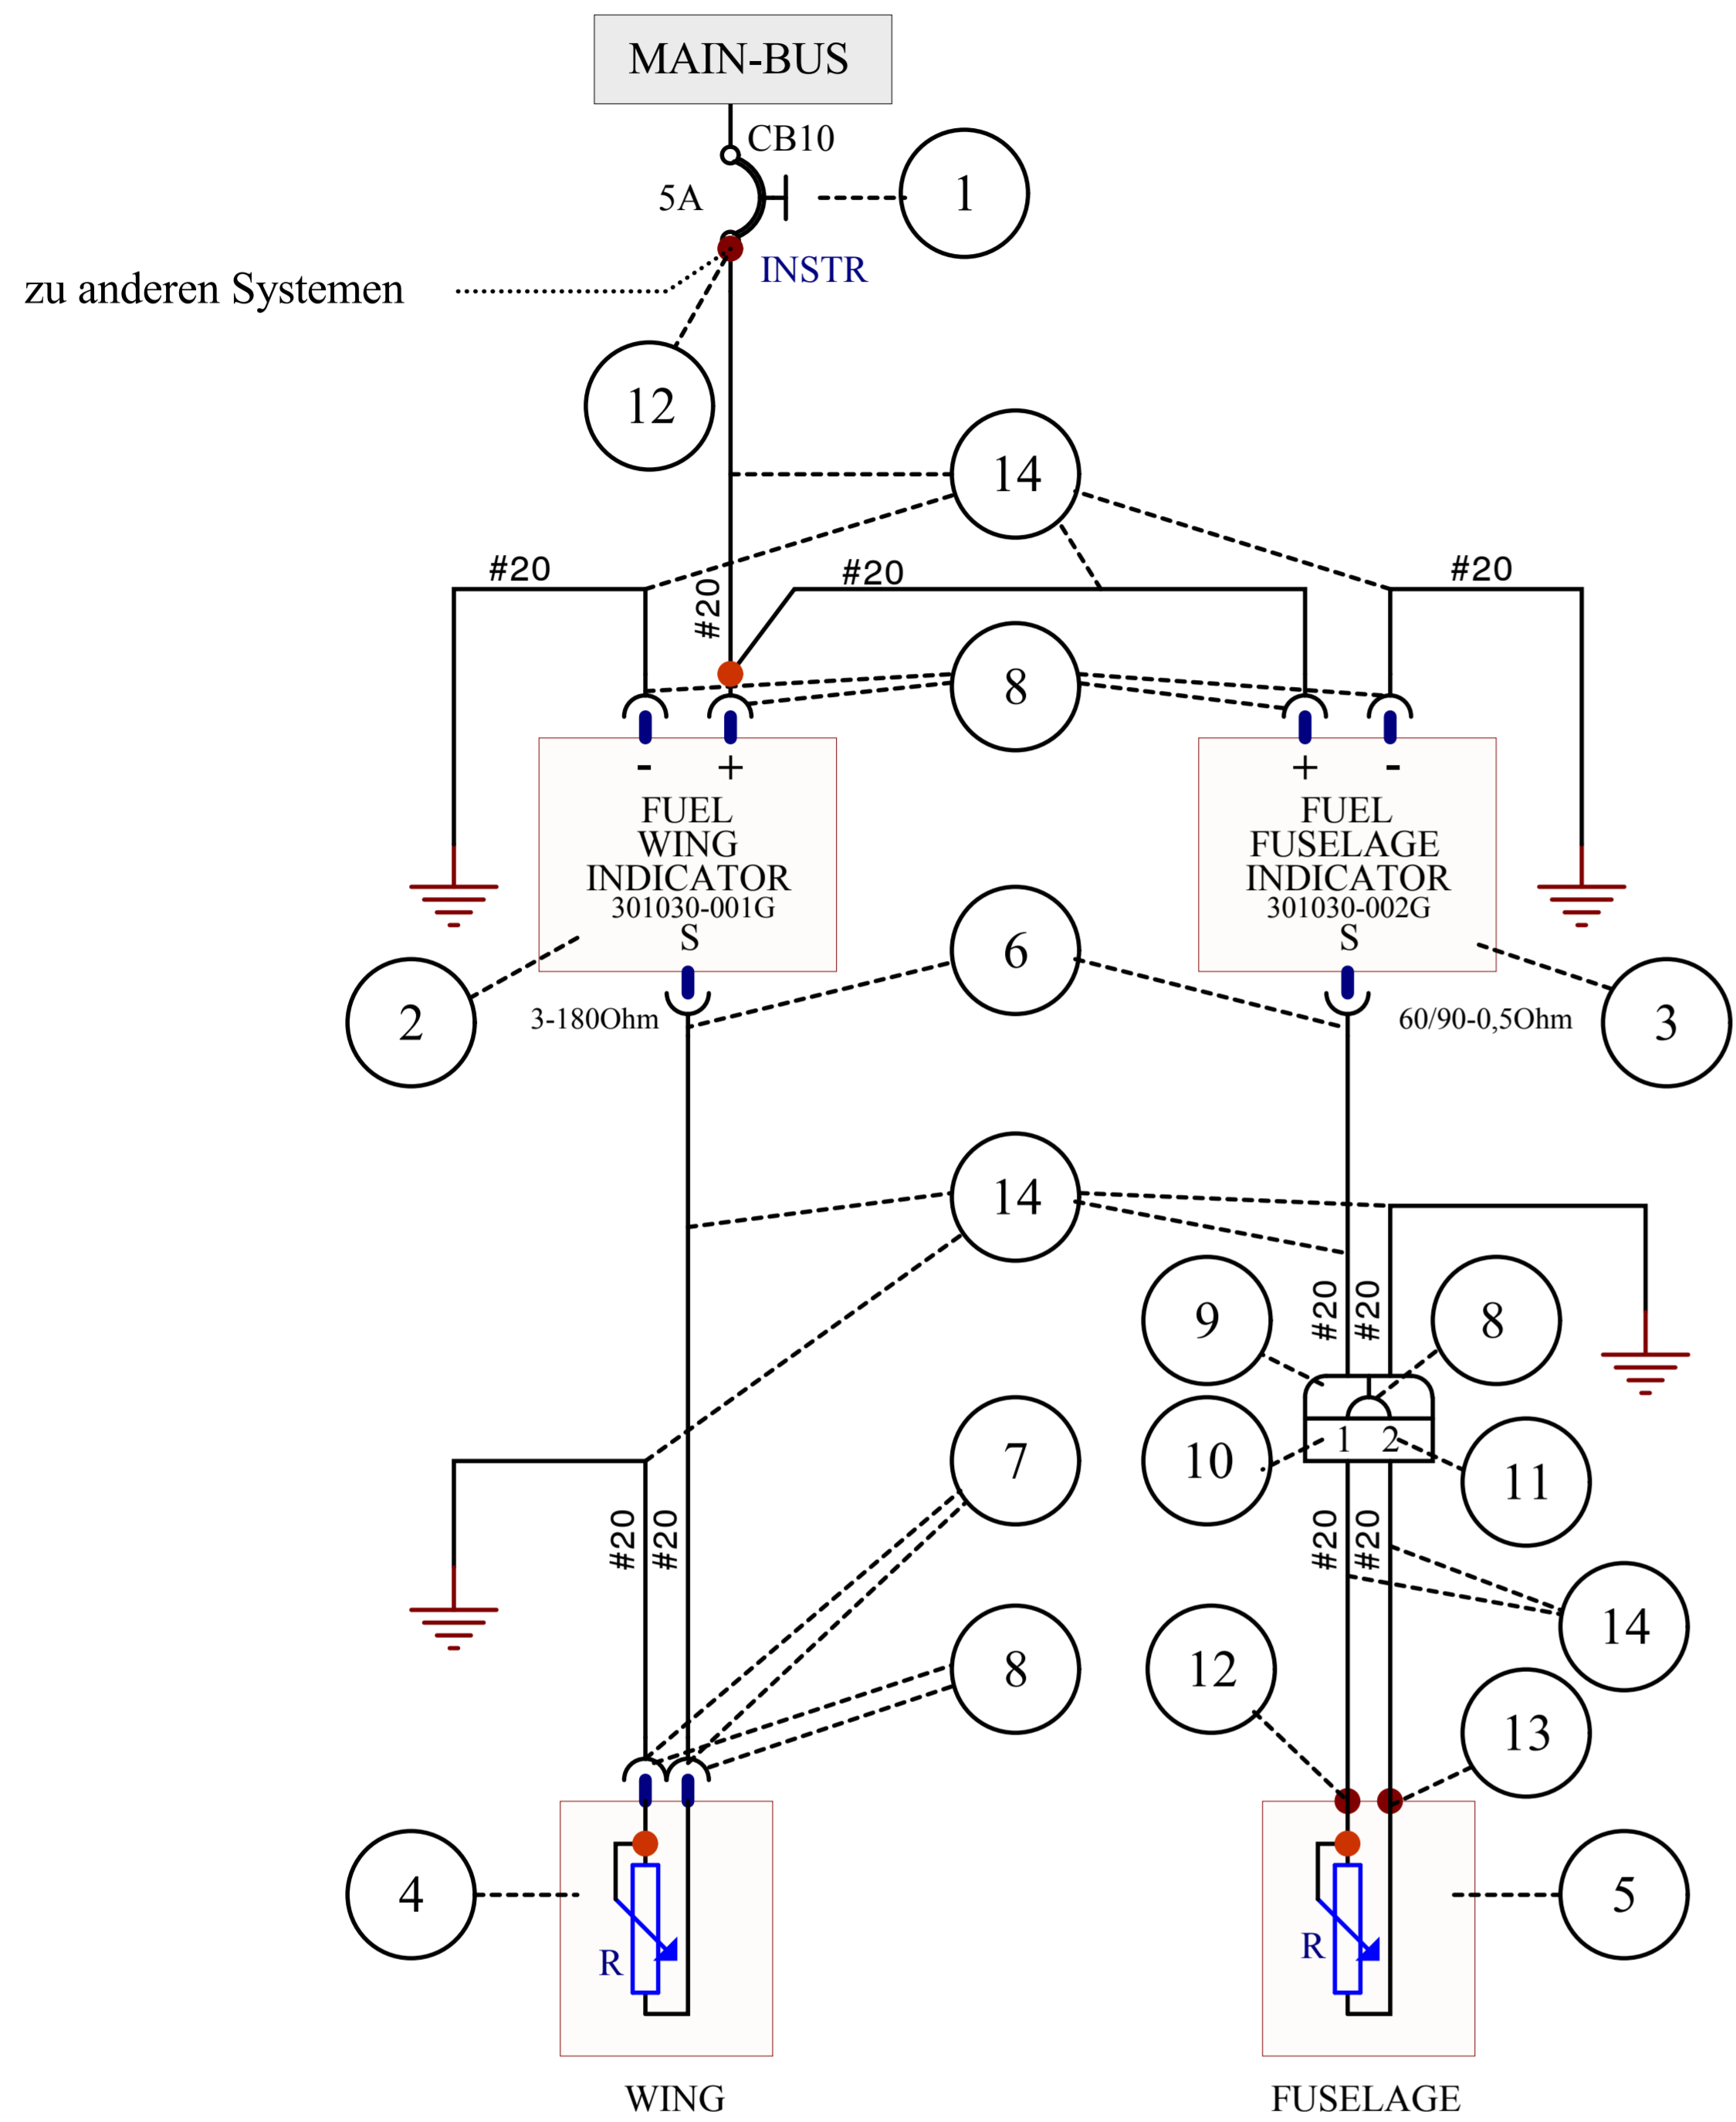 MAIN-BUS
CB10
1
5A
INSTR
zu anderen Systemen
12
14
#20
#20
#20
#20
8
- +
+ -
FUEL
WING
INDICATOR
301030-001G
S
FUEL
FUSELAGE
INDICATOR
301030-002G
S
6
2
3-180Ohm
60/90-0,5Ohm
3
14
#20
#20
9
8
10
1 2
11
7
#20
#20
#20
#20
14
8
12
13
4
R
R
5
WING
FUSELAGE